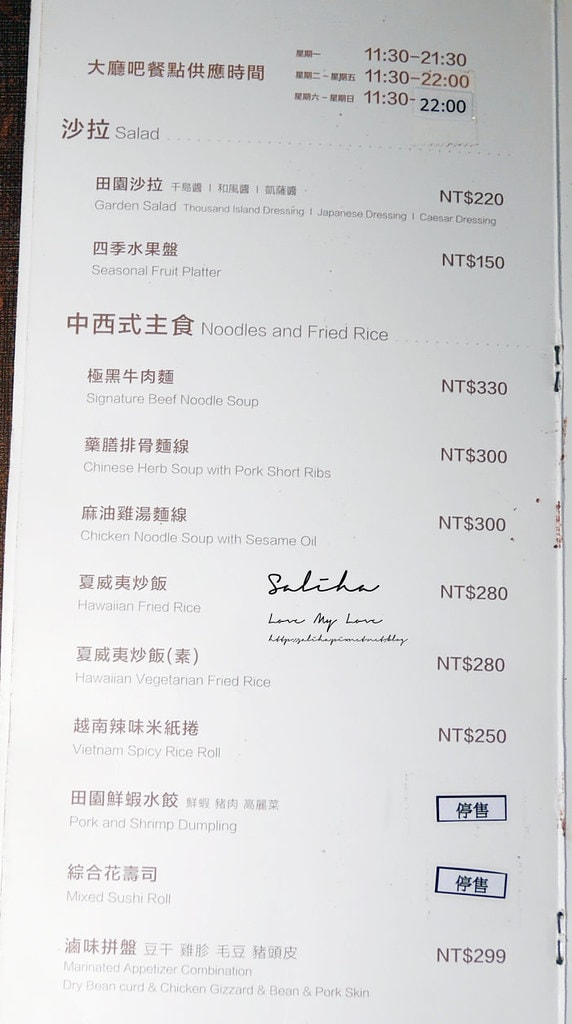 大廳吧餐點供應時間
星期一 11:30-21:30
星期二－星期五 11:30-22:00
星期六－星期日 11:30-22:00
沙拉 Salad
田園沙拉 千島醬 | 和風醬 | 凱薩醬 NT$220
Garden Salad Thousand Island Dressing | Japanese Dressing | Caesar Dressing
四季水果盤 NT$150
Seasonal Fruit Platter
中西式主食 Noodles and Fried Rice
極黑牛肉麵 NT$330
Signature Beef Noodle Soup
藥膳排骨麵線 NT$300
Chinese Herb Soup with Pork Short Ribs
麻油雞湯麵線 NT$300
Chicken Noodle Soup with Sesame Oil
夏威夷炒飯 NT$280
Hawaiian Fried Rice
Saliha
Love My Love
夏威夷炒飯(素) NT$280
Hawaiian Vegetarian Fried Rice
越南辣味米紙捲 NT$250
Vietnam Spicy Rice Roll
田園鮮蝦水餃 鮮蝦 豬肉 高麗菜 停售
Pork and Shrimp Dumpling
綜合花壽司 停售
Mixed Sushi Roll
滷味拼盤 豆干 雞胗 毛豆 豬頭皮 NT$299
Marinated Appetizer Combination
Dry Bean curd & Chicken Gizzard & Bean & Pork Skin